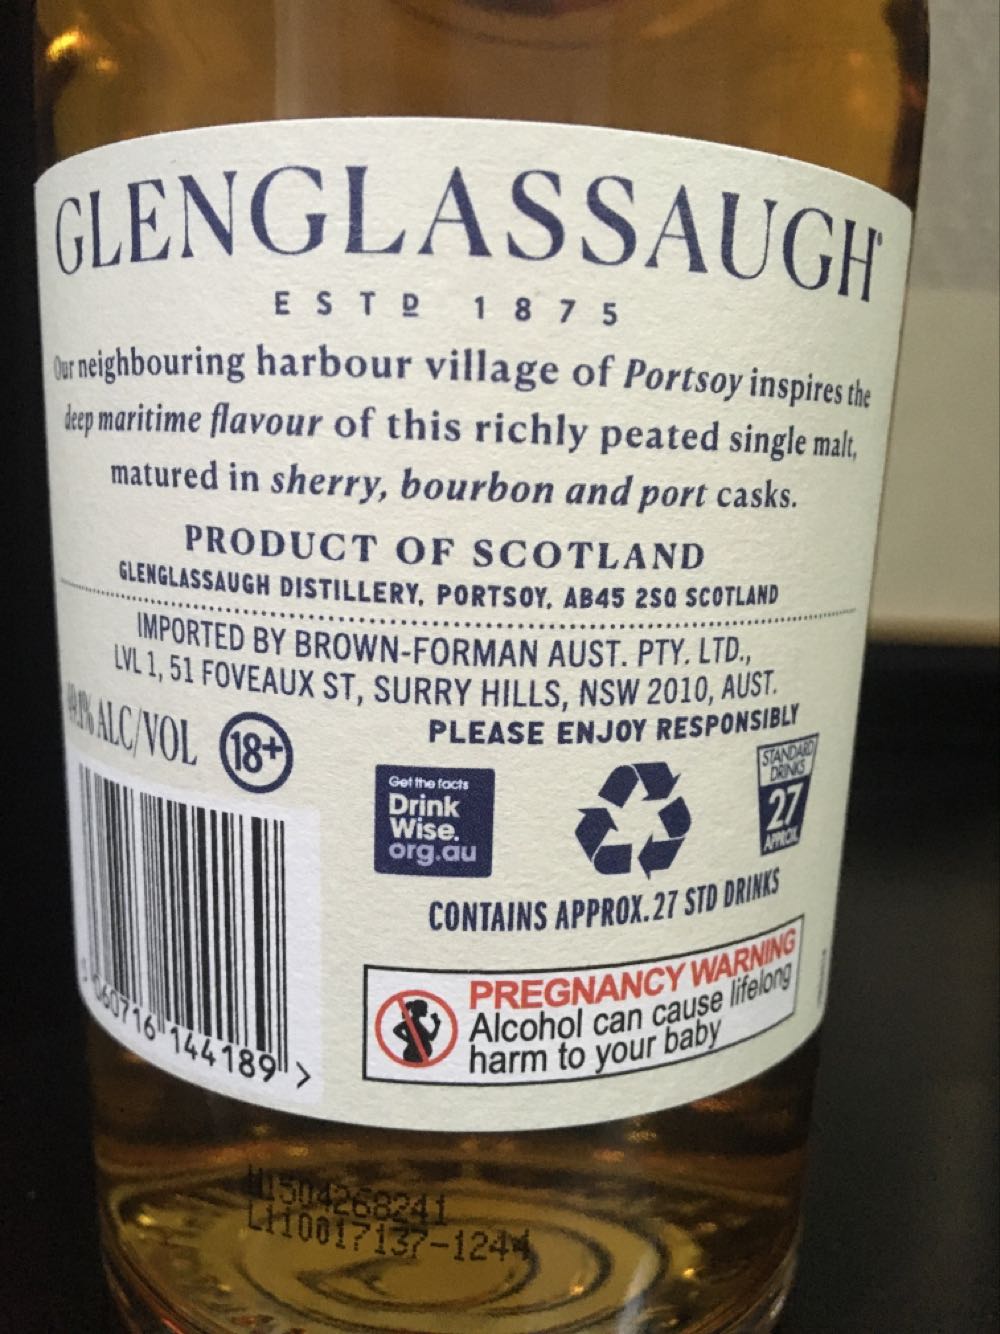 GLENGLASSAUGH
ESTD 1875
Our neighbouring harbour village of Portsoy inspires the
deep maritime flavour of this richly peated single malt,
matured in sherry, bourbon and port casks.
PRODUCT OF SCOTLAND
GLENGLASSAUGH DISTILLERY, PORTSOY, AB45 2SQ SCOTLAND
IMPORTED BY BROWN-FORMAN AUST. PTY. LTD.,
LVL 1, 51 FOVEAUX ST, SURRY HILLS, NSW 2010, AUST.
PLEASE ENJOY RESPONSIBLY
49.1% ALC/VOL
18+
Get the facts
Drink
Wise.
org.au
STANDARD
DRINKS
27
APPROX.
CONTAINS APPROX. 27 STD DRINKS
PREGNANCY WARNING
Alcohol can cause lifelong
harm to your baby
060716 144189 >
L110017137-1244